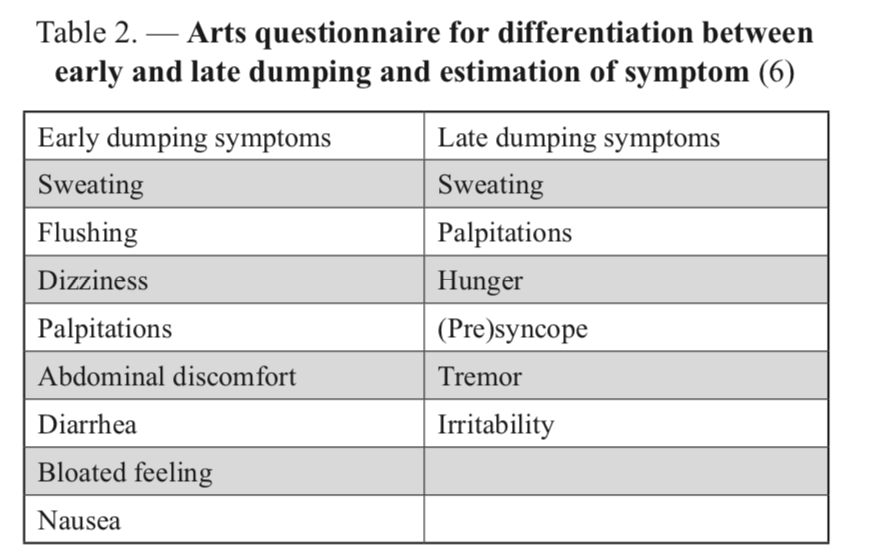 Table 2. — Arts questionnaire for differentiation between
early and late dumping and estimation of symptom (6)
Early dumping symptoms Late dumping symptoms
Sweating Sweating
Flushing Palpitations
Dizziness Hunger
Palpitations (Pre)syncope
Abdominal discomfort Tremor
Diarrhea Irritability
Bloated feeling
Nausea